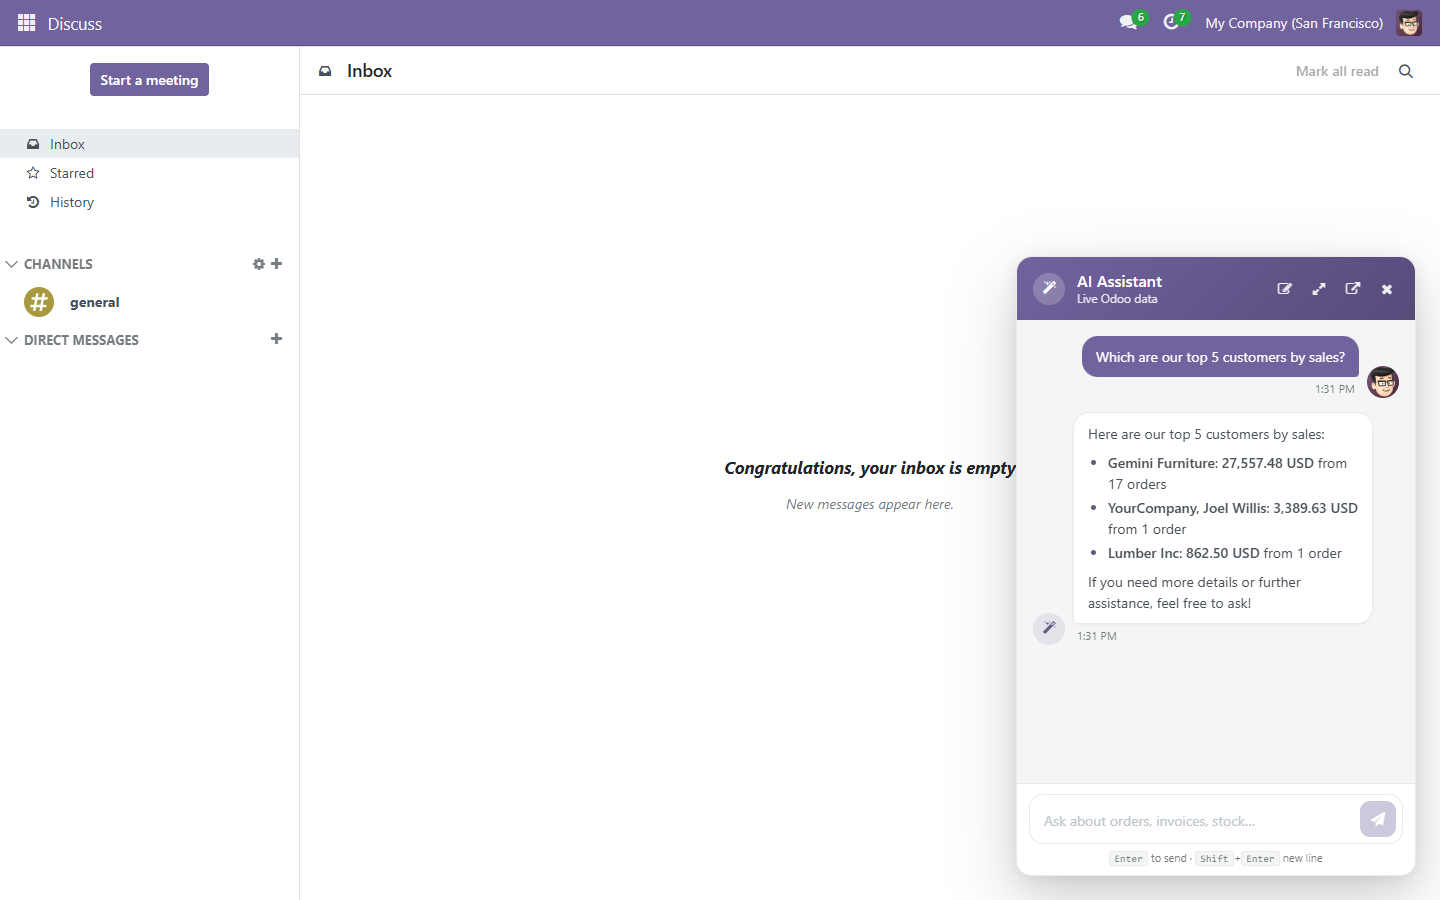 Discuss
6
7
My Company (San Francisco)
Start a meeting
Inbox
Mark all read
Inbox
Starred
History
CHANNELS
general
DIRECT MESSAGES
Congratulations, your inbox is empty
New messages appear here.
AI Assistant
Live Odoo data
Which are our top 5 customers by sales?
1:31 PM
Here are our top 5 customers by sales:
• Gemini Furniture: 27,557.48 USD from
17 orders
• YourCompany, Joel Willis: 3,389.63 USD
from 1 order
• Lumber Inc: 862.50 USD from 1 order
If you need more details or further
assistance, feel free to ask!
1:31 PM
Ask about orders, invoices, stock...
Enter to send · Shift+Enter new line